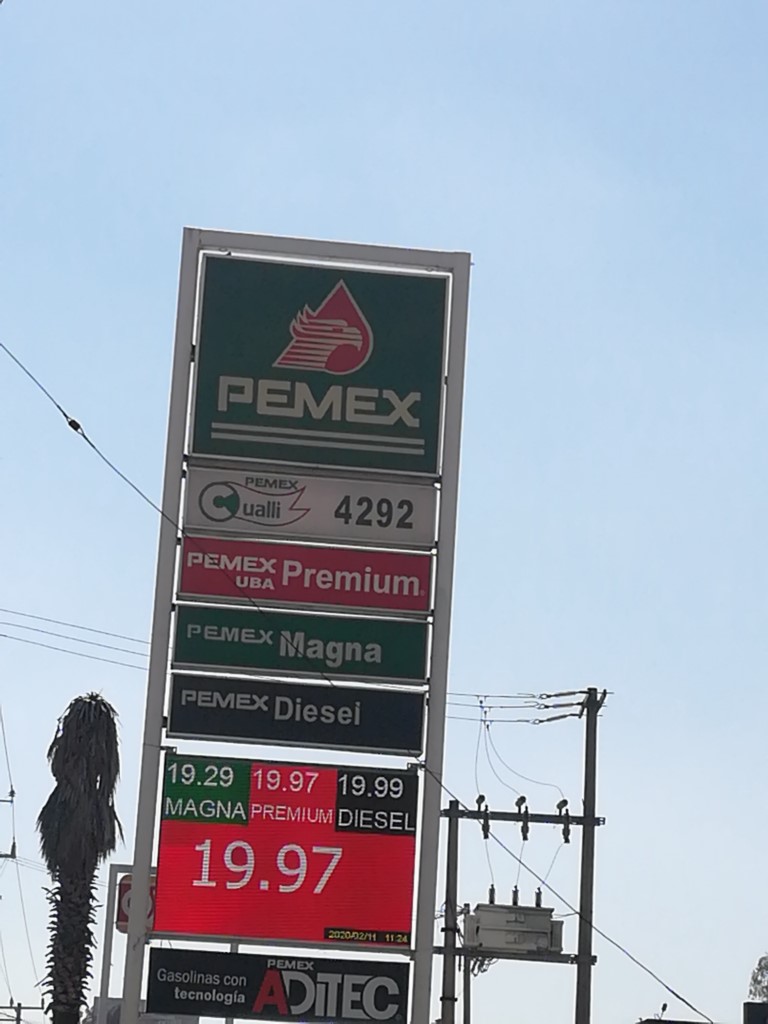 PEMEX
PEMEX
Cualli 4292
PEMEX UBA Premium
PEMEX Magna
PEMEX Diesel
19.29 19.97 19.99
MAGNA PREMIUM DIESEL
19.97
2020/02/11 11:24
Gasolinas con tecnología
PEMEX
ADITEC